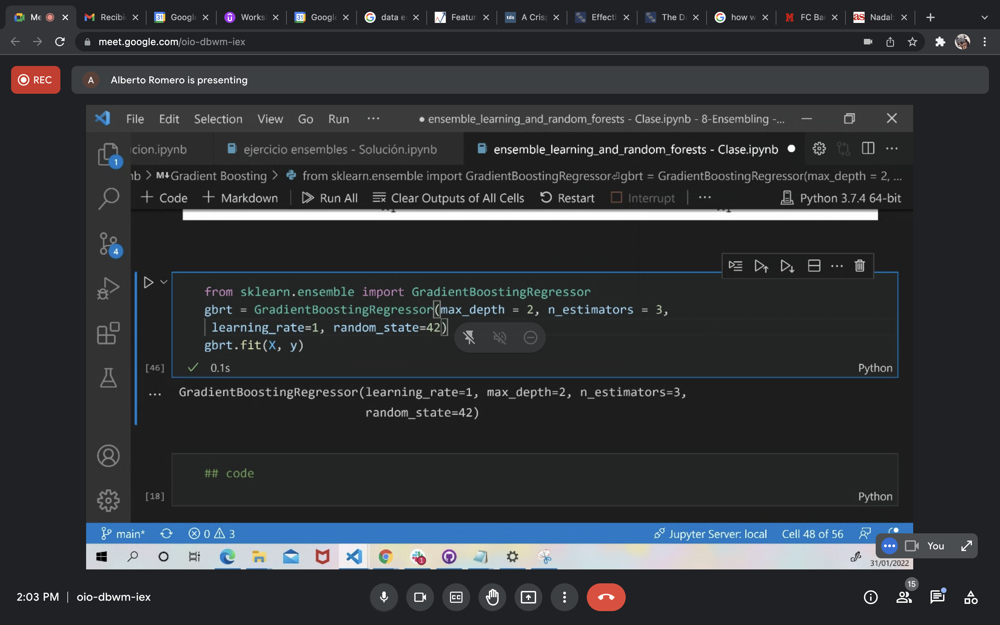 Me Recibi Google Works Google data e Featur A Cris Effecti The Da how w FC Bar Nadal:
meet.google.com/oio-dbwm-iex
REC
A Alberto Romero is presenting
File Edit Selection View Go Run ··· ● ensemble_learning_and_random_forests - Clase.ipynb - 8-Ensembling -...
cion.ipynb ejercicio ensembles - Solución.ipynb ensemble_learning_and_random_forests - Clase.ipynb
nb > M↓Gradient Boosting > from sklearn.ensemble import GradientBoostingRegressor⏎gbrt = GradientBoostingRegressor(max_depth = 2, ...
+ Code + Markdown Run All Clear Outputs of All Cells Restart Interrupt ··· Python 3.7.4 64-bit
from sklearn.ensemble import GradientBoostingRegressor
gbrt = GradientBoostingRegressor(max_depth = 2, n_estimators = 3,
learning_rate=1, random_state=42)
gbrt.fit(X, y)
[46] 0.1s Python
GradientBoostingRegressor(learning_rate=1, max_depth=2, n_estimators=3,
random_state=42)
## code
[18] Python
main* 0 3 Jupyter Server: local Cell 48 of 56
You
31/01/2022
2:03 PM | oio-dbwm-iex
15